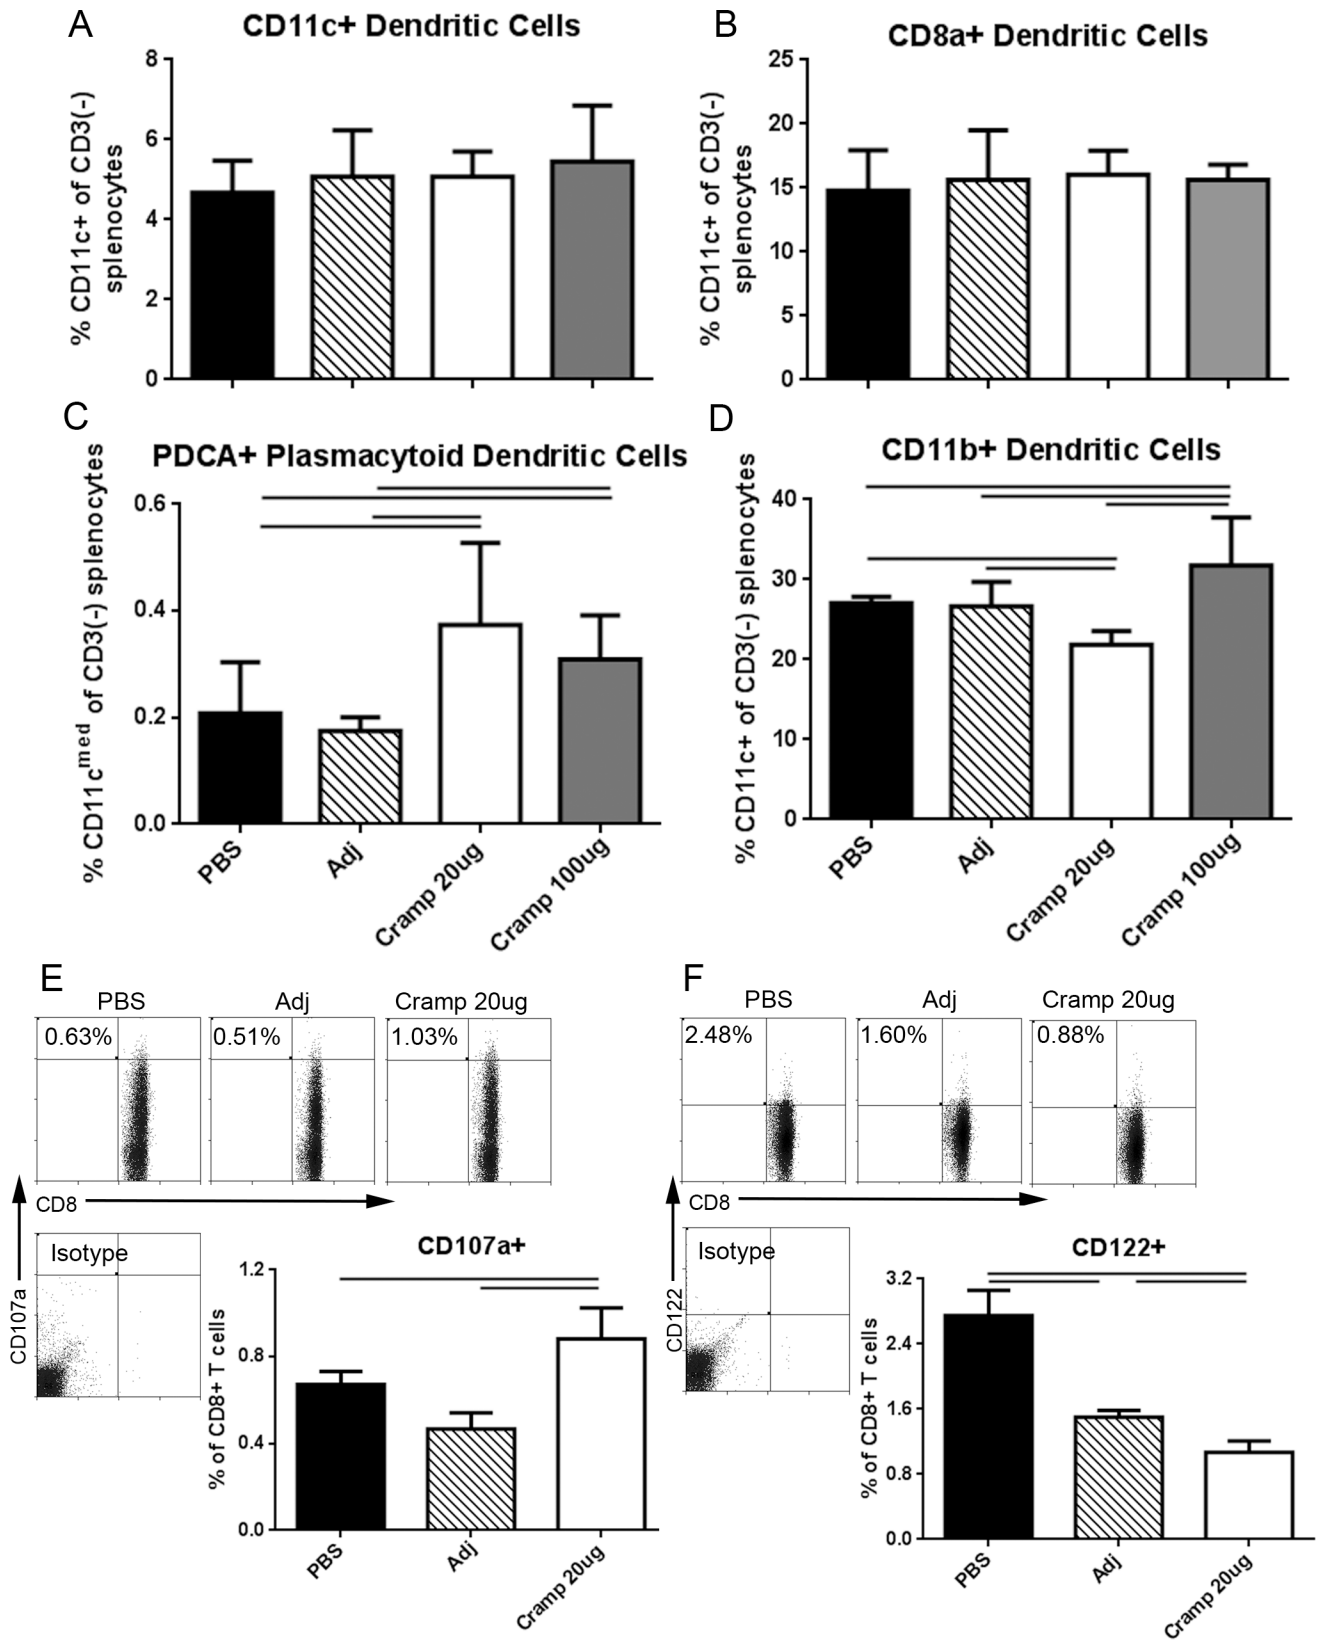 A
CD11c+ Dendritic Cells
% CD11c+ of CD3(-)
splenocytes
8
6
4
2
0
B
CD8a+ Dendritic Cells
% CD11c+ of CD3(-)
splenocytes
25
20
15
10
5
0
C
PDCA+ Plasmacytoid Dendritic Cells
% CD11cmed of CD3(-) splenocytes
0.6
0.4
0.2
0.0
PBS
Adj
Cramp 20ug
Cramp 100ug
D
CD11b+ Dendritic Cells
% CD11c+ of CD3(-) splenocytes
40
30
20
10
0
PBS
Adj
Cramp 20ug
Cramp 100ug
E
PBS
Adj
Cramp 20ug
0.63%
0.51%
1.03%
CD8
CD107a
Isotype
CD107a+
% of CD8+ T cells
1.2
0.8
0.4
0.0
PBS
Adj
Cramp 20ug
F
PBS
Adj
Cramp 20ug
2.48%
1.60%
0.88%
CD8
CD122
Isotype
CD122+
% of CD8+ T cells
3.2
2.4
1.6
0.8
0.0
PBS
Adj
Cramp 20ug